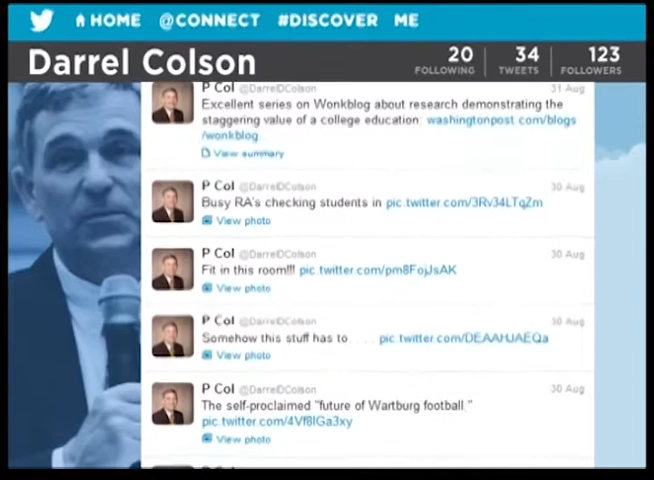 HOME @CONNECT #DISCOVER ME
Darrel Colson
20 FOLLOWING 34 TWEETS 123 FOLLOWERS
P Col @DarrelDColson 31 Aug
Excellent series on Wonkblog about research demonstrating the
staggering value of a college education: washingtonpost.com/blogs
/wonkblog
View summary
P Col @DarrelDColson 30 Aug
Busy RA's checking students in pic.twitter.com/3Rv34LTqZm
View photo
P Col @DarrelDColson 30 Aug
Fit in this room!!! pic.twitter.com/pm8FojJsAK
View photo
P Col @DarrelDColson 30 Aug
Somehow this stuff has to . . . . pic.twitter.com/DEAAHJAEQa
View photo
P Col @DarrelDColson 30 Aug
The self-proclaimed "future of Wartburg football."
pic.twitter.com/4Vf8lGa3xy
View photo